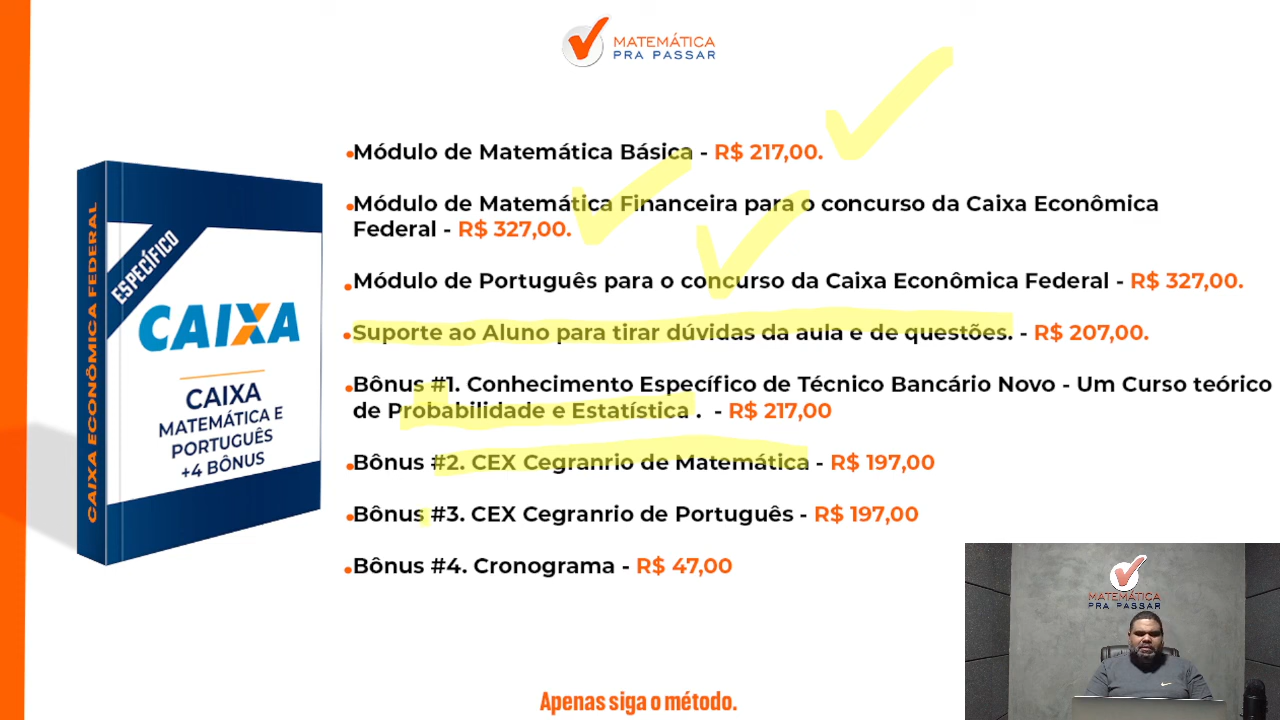 MATEMÁTICA
PRA PASSAR
•Módulo de Matemática Básica - R$ 217,00.
•Módulo de Matemática Financeira para o concurso da Caixa Econômica
Federal - R$ 327,00.
•Módulo de Português para o concurso da Caixa Econômica Federal - R$ 327,00.
•Suporte ao Aluno para tirar dúvidas da aula e de questões. - R$ 207,00.
•Bônus #1. Conhecimento Específico de Técnico Bancário Novo - Um Curso teórico
de Probabilidade e Estatística . - R$ 217,00
•Bônus #2. CEX Cegranrio de Matemática - R$ 197,00
•Bônus #3. CEX Cegranrio de Português - R$ 197,00
•Bônus #4. Cronograma - R$ 47,00
CAIXA ECONÔMICA FEDERAL
ESPECÍFICO
CAIXA
CAIXA
MATEMÁTICA E
PORTUGUÊS
+4 BÔNUS
MATEMÁTICA
PRA PASSAR
Apenas siga o método.